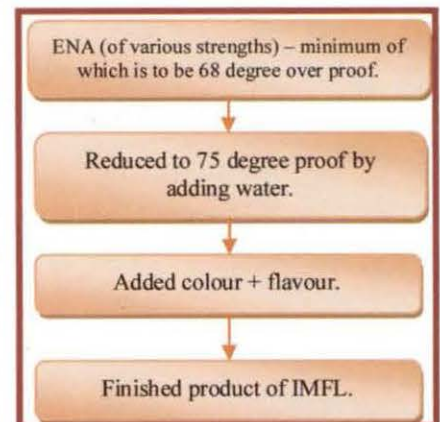 ENA (of various strengths) – minimum of
which is to be 68 degree over proof.
Reduced to 75 degree proof by
adding water.
Added colour + flavour.
Finished product of IMFL.